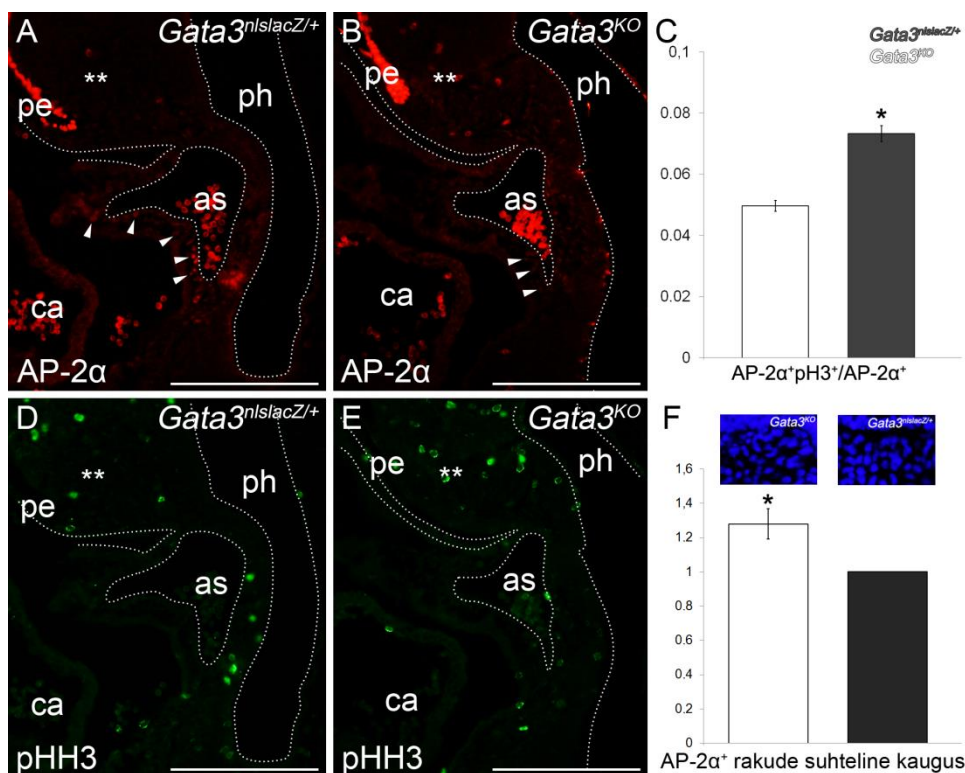 A
Gata3nlslacZ/+
**
pe
ph
as
ca
AP-2α
B
Gata3KO
pe
**
ph
as
ca
AP-2α
C
Gata3nlslacZ/+
Gata3KO
0,1
0.08
0.06
0.04
0.02
0
*
AP-2α+pH3+/AP-2α+
D
Gata3nlslacZ/+
**
pe
ph
as
ca
pHH3
E
Gata3KO
pe
**
ph
as
ca
pHH3
F
Gata3KO
Gata3nlslacZ/+
1,6
1.4
1.2
1
0.8
0.6
0.4
0.2
0
*
AP-2α+ rakude suhteline kaugus